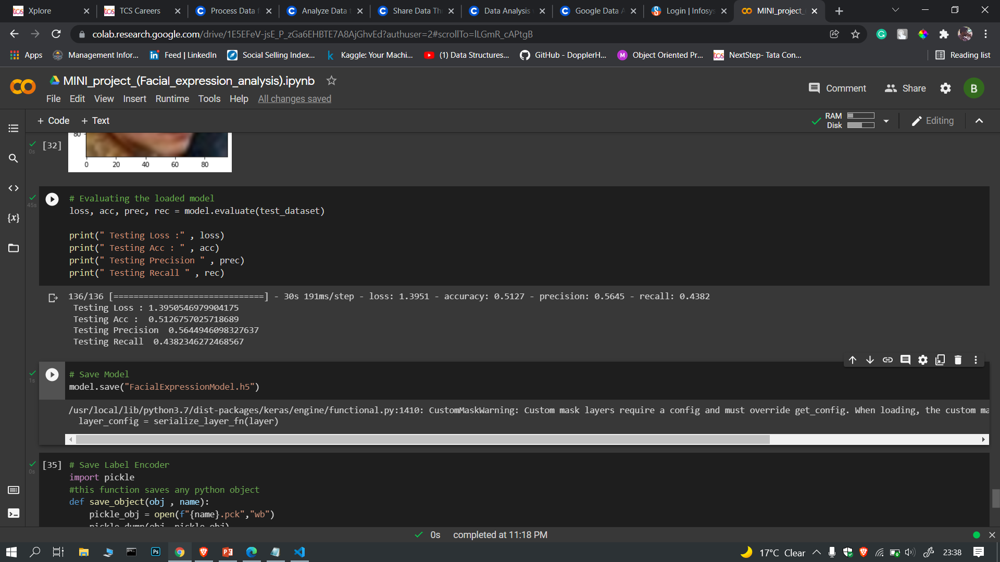 Xplore
TCS Careers
Process Data f
Analyze Data t
Share Data Thr
Data Analysis w
Google Data A
Login | Infosys
MINI_project_(
colab.research.google.com/drive/1E5EFeV-jsE_P_zGa6EHBTE7A8AjGhvEd?authuser=2#scrollTo=lLGmR_cAPtgB
Apps
Management Infor...
Feed | LinkedIn
Social Selling Index...
Kaggle: Your Machi...
(1) Data Structures...
GitHub - DopplerH...
Object Oriented Pr...
NextStep- Tata Con...
Reading list
MINI_project_(Facial_expression_analysis).ipynb
Comment
Share
B
File Edit View Insert Runtime Tools Help All changes saved
+ Code + Text
RAM
Disk
Editing
[32]
0s
80
0 20 40 60 80
45s
# Evaluating the loaded model
loss, acc, prec, rec = model.evaluate(test_dataset)
print(" Testing Loss :" , loss)
print(" Testing Acc : " , acc)
print(" Testing Precision " , prec)
print(" Testing Recall " , rec)
136/136 [==============================] - 30s 191ms/step - loss: 1.3951 - accuracy: 0.5127 - precision: 0.5645 - recall: 0.4382
Testing Loss : 1.3950546979904175
Testing Acc :  0.5126757025718689
Testing Precision  0.5644946098327637
Testing Recall  0.4382346272468567
1s
# Save Model
model.save("FacialExpressionModel.h5")
/usr/local/lib/python3.7/dist-packages/keras/engine/functional.py:1410: CustomMaskWarning: Custom mask layers require a config and must override get_config. When loading, the custom ma
layer_config = serialize_layer_fn(layer)
[35]
0s
# Save Label Encoder
import pickle
#this function saves any python object
def save_object(obj , name):
pickle_obj = open(f"{name}.pck","wb")
pickle.dump(obj, pickle_obj)
0s completed at 11:18 PM
Ps
17°C Clear
23:38